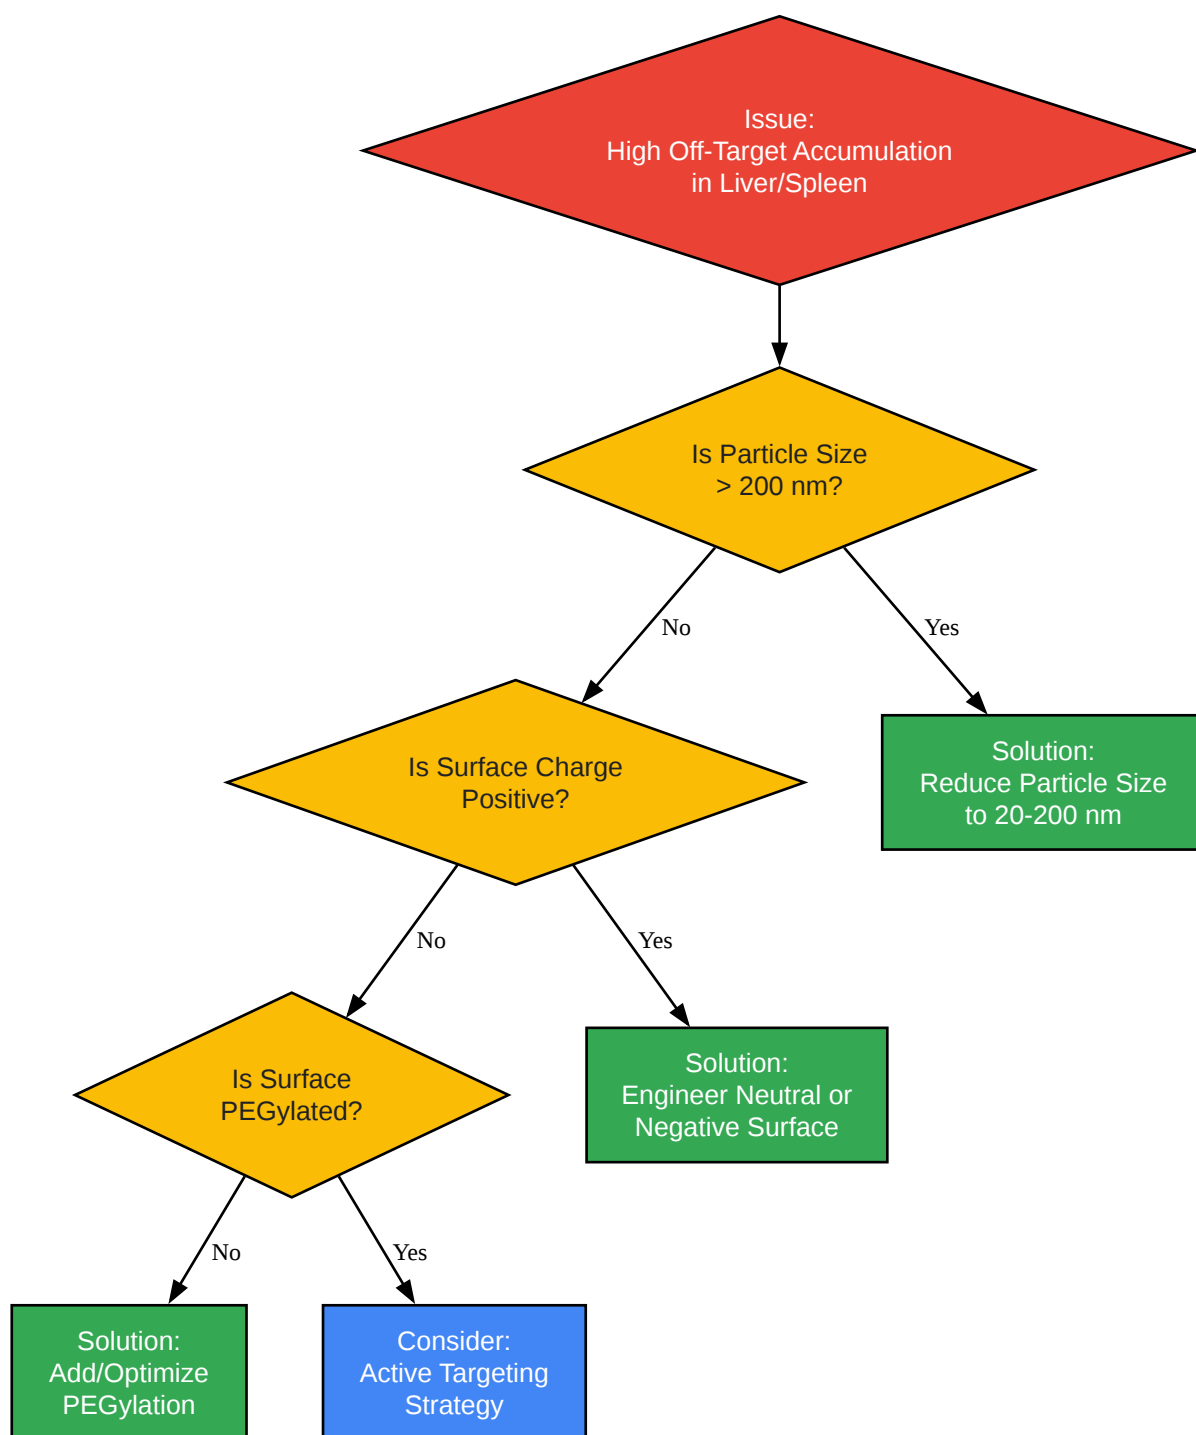 Issue:
High Off-Target Accumulation
in Liver/Spleen
Is Particle Size
> 200 nm?
No
Yes
Is Surface Charge
Positive?
Solution:
Reduce Particle Size
to 20-200 nm
No
Yes
Is Surface
PEGylated?
Solution:
Engineer Neutral or
Negative Surface
No
Yes
Solution:
Add/Optimize
PEGylation
Consider:
Active Targeting
Strategy